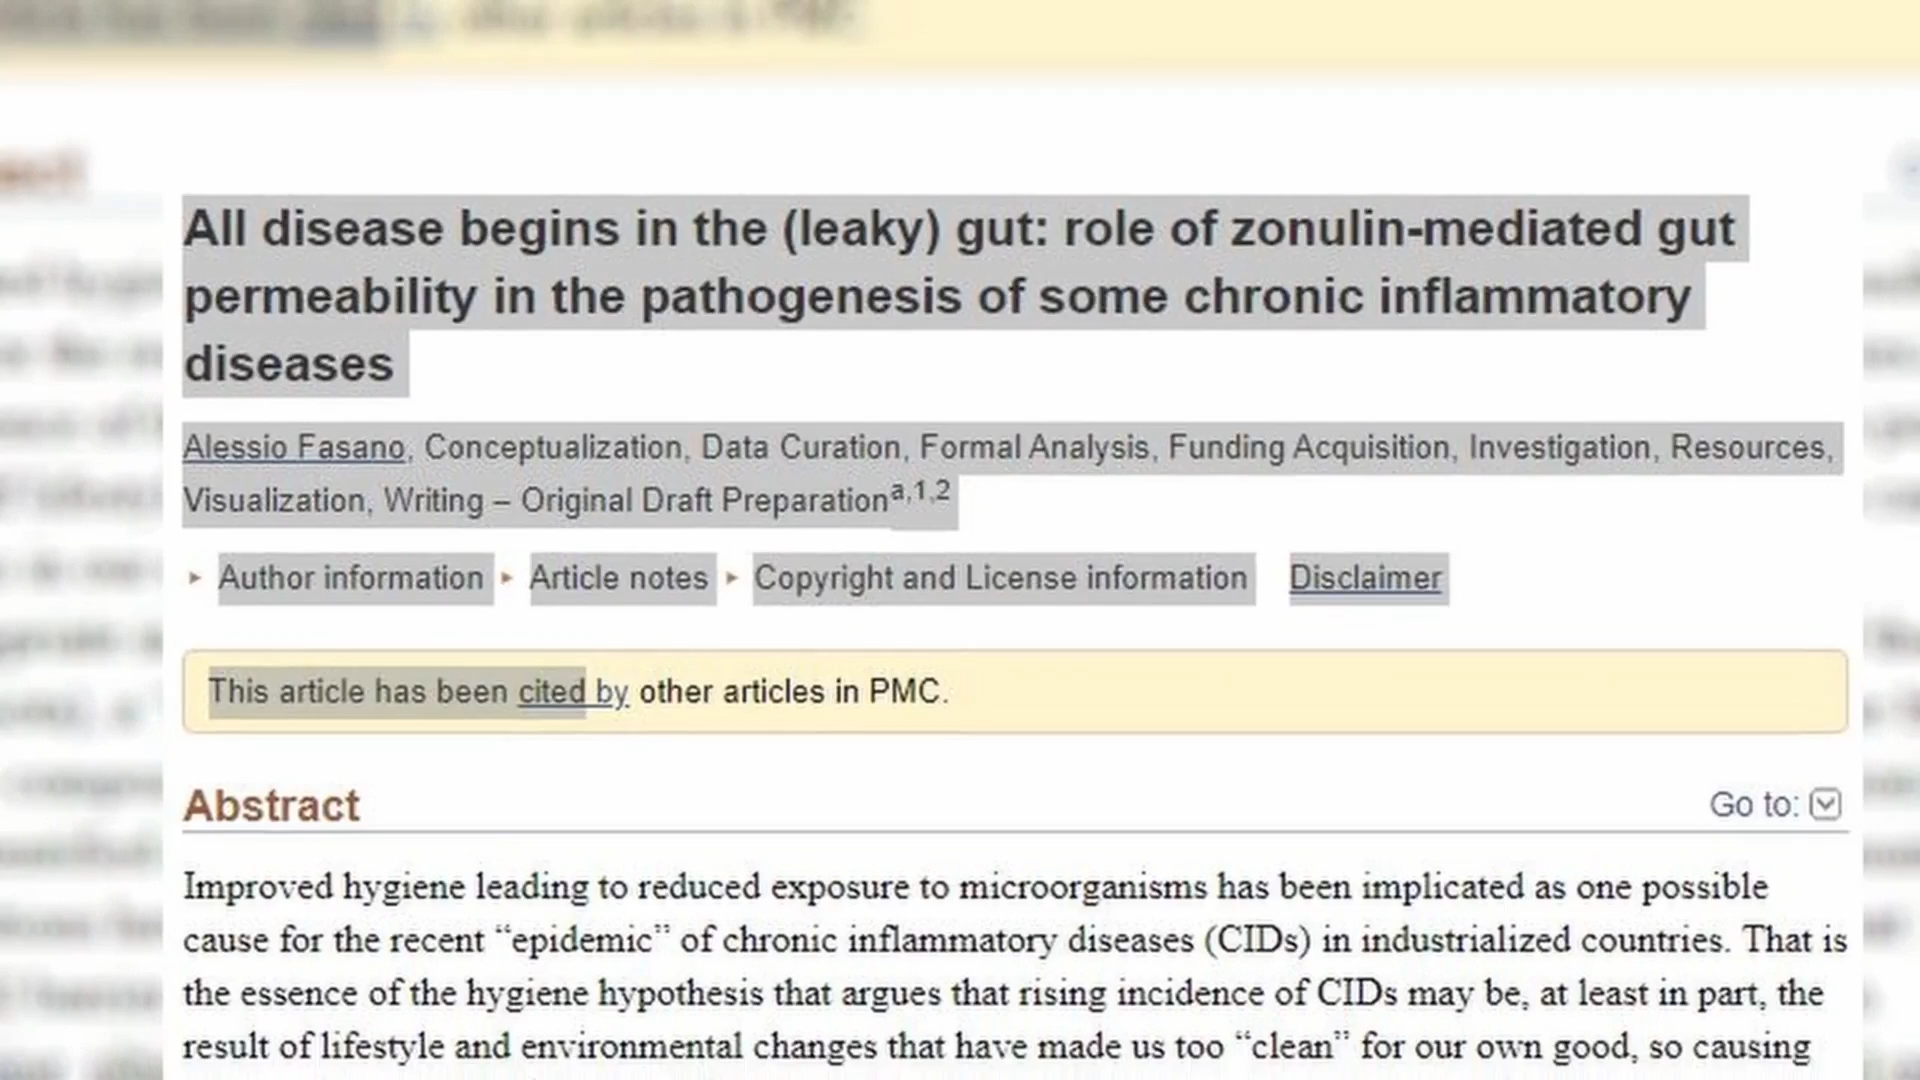 All disease begins in the (leaky) gut: role of zonulin-mediated gut
permeability in the pathogenesis of some chronic inflammatory
diseases
Alessio Fasano, Conceptualization, Data Curation, Formal Analysis, Funding Acquisition, Investigation, Resources,
Visualization, Writing – Original Draft Preparationa,1,2
Author information Article notes Copyright and License information Disclaimer
This article has been cited by other articles in PMC.
Abstract Go to:
Improved hygiene leading to reduced exposure to microorganisms has been implicated as one possible
cause for the recent “epidemic” of chronic inflammatory diseases (CIDs) in industrialized countries. That is
the essence of the hygiene hypothesis that argues that rising incidence of CIDs may be, at least in part, the
result of lifestyle and environmental changes that have made us too “clean” for our own good, so causing